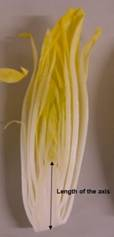 Length of the axis